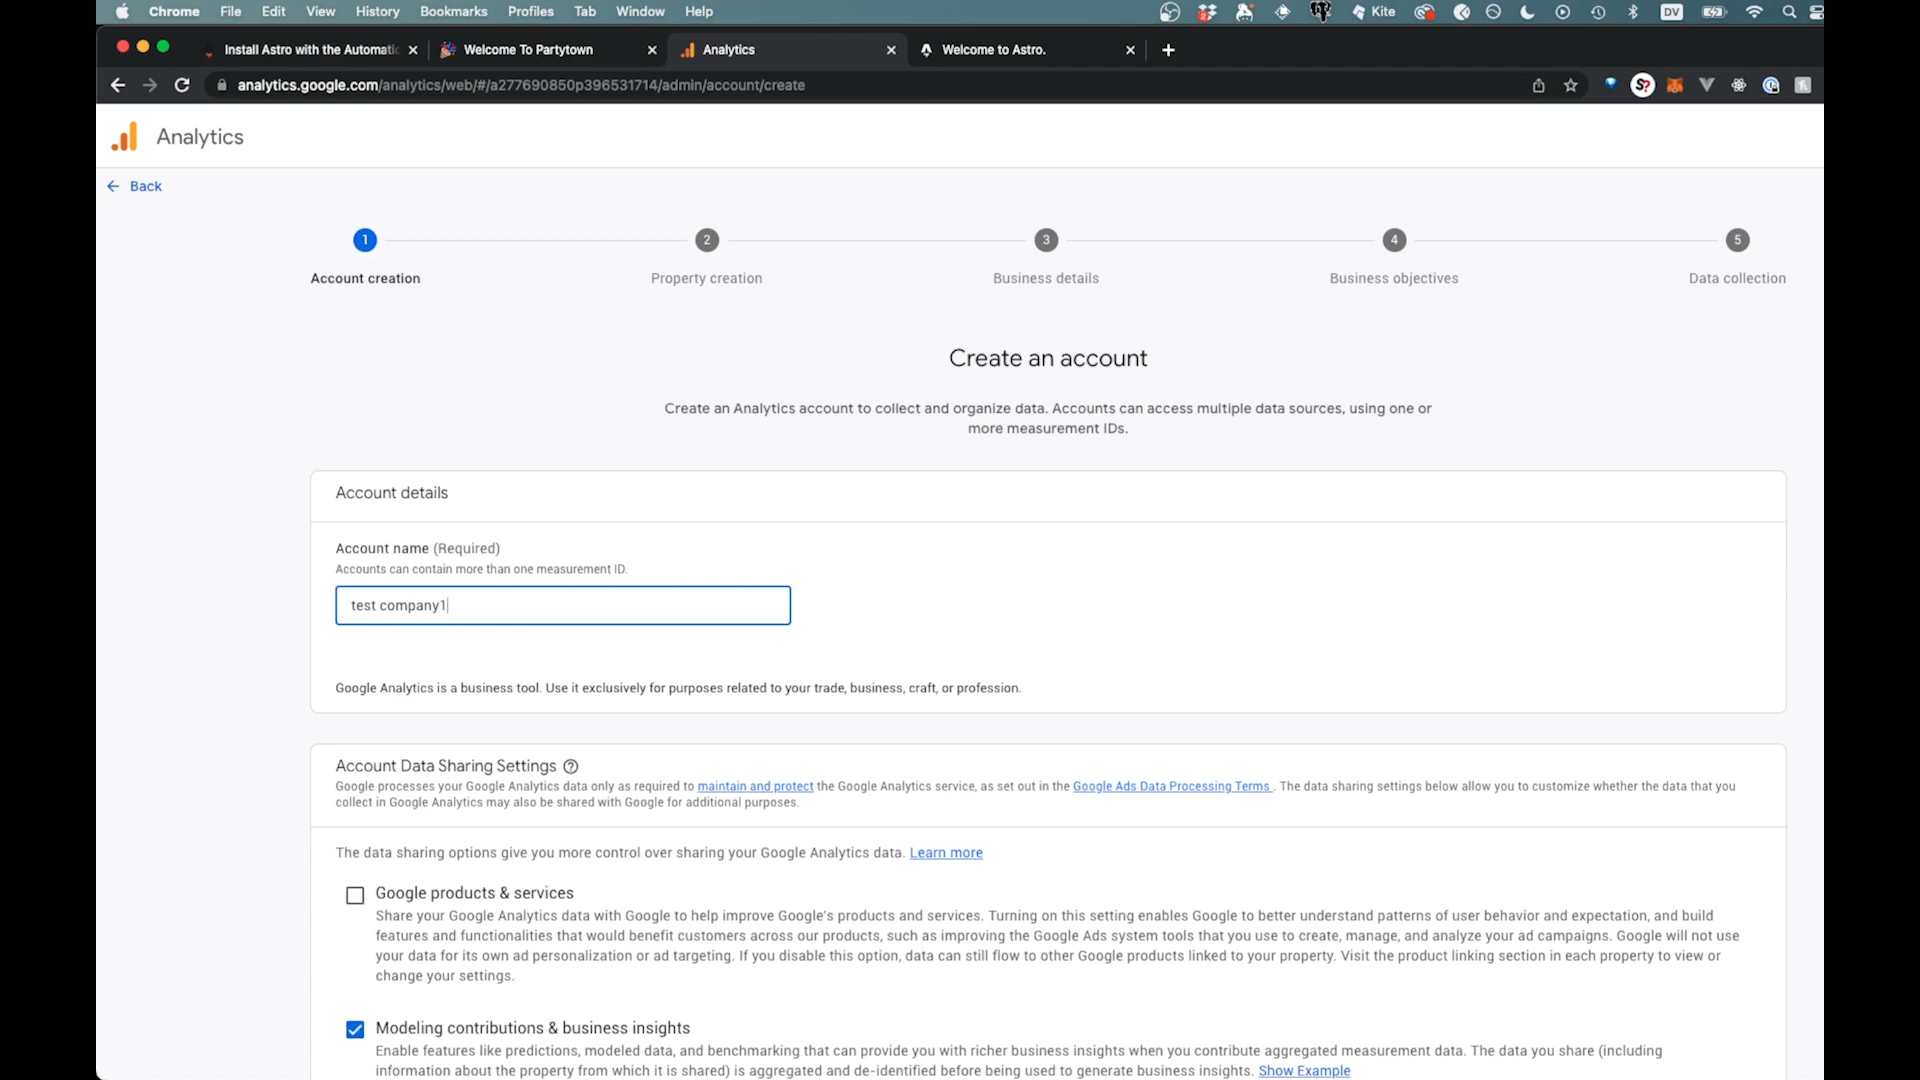 Chrome File Edit View History Bookmarks Profiles Tab Window Help Kite DV
Install Astro with the Automatic Welcome To Partytown Analytics Welcome to Astro.
analytics.google.com/analytics/web/#/a277690850p396531714/admin/account/create
Analytics
Back
1 2 3 4 5
Account creation Property creation Business details Business objectives Data collection
Create an account
Create an Analytics account to collect and organize data. Accounts can access multiple data sources, using one or
more measurement IDs.
Account details
Account name (Required)
Accounts can contain more than one measurement ID.
test company1
Google Analytics is a business tool. Use it exclusively for purposes related to your trade, business, craft, or profession.
Account Data Sharing Settings
Google processes your Google Analytics data only as required to maintain and protect the Google Analytics service, as set out in the Google Ads Data Processing Terms . The data sharing settings below allow you to customize whether the data that you
collect in Google Analytics may also be shared with Google for additional purposes.
The data sharing options give you more control over sharing your Google Analytics data. Learn more
Google products & services
Share your Google Analytics data with Google to help improve Google's products and services. Turning on this setting enables Google to better understand patterns of user behavior and expectation, and build
features and functionalities that would benefit customers across our products, such as improving the Google Ads system tools that you use to create, manage, and analyze your ad campaigns. Google will not use
your data for its own ad personalization or ad targeting. If you disable this option, data can still flow to other Google products linked to your property. Visit the product linking section in each property to view or
change your settings.
Modeling contributions & business insights
Enable features like predictions, modeled data, and benchmarking that can provide you with richer business insights when you contribute aggregated measurement data. The data you share (including
information about the property from which it is shared) is aggregated and de-identified before being used to generate business insights. Show Example